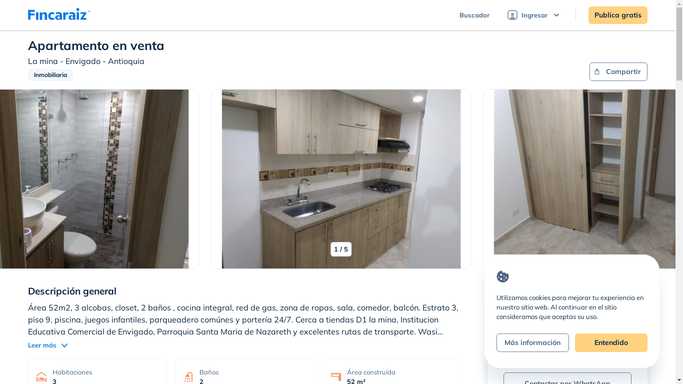 Fincaraiz
Buscador
Ingresar
Publica gratis
Apartamento en venta
La mina - Envigado - Antioquia
Inmobiliaria
Compartir
1 / 5
Descripción general
Área 52m2, 3 alcobas, closet, 2 baños , cocina integral, red de gas, zona de ropas, sala, comedor, balcón. Estrato 3,
piso 9, piscina, juegos infantiles, parqueadero comúnes y portería 24/7. Cerca a tiendas D1 la mina, Institucion
Educativa Comercial de Envigado, Parroquia Santa Maria de Nazareth y excelentes rutas de transporte. Wasi...
Leer más
Habitaciones
3
Baños
2
Área construida
52 m²
Utilizamos cookies para mejorar tu experiencia en
nuestro sitio web. Al continuar en el sitio
consideramos que aceptas su uso.
Más información
Entendido
Contactar por WhatsApp